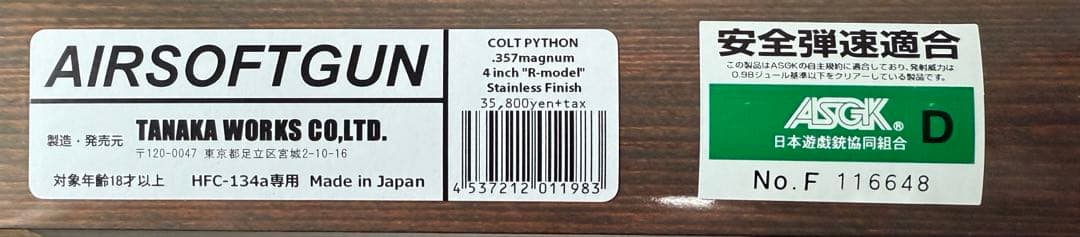 AIRSOFTGUN
製造・発売元 TANAKA WORKS CO,LTD.
〒120-0047 東京都足立区宮城2-10-16
対象年齢18才以上 HFC-134a専用 Made in Japan
COLT PYTHON
.357magnum
4 inch "R-model"
Stainless Finish
35,800yen+tax
4 537212 011983
安全弾速適合
この製品はASGKの自主規約に適合しており、発射威力は
0.98ジュール基準以下をクリアーしている製品です。
ASGK® D
日本遊戯銃協同組合
No.F 116648